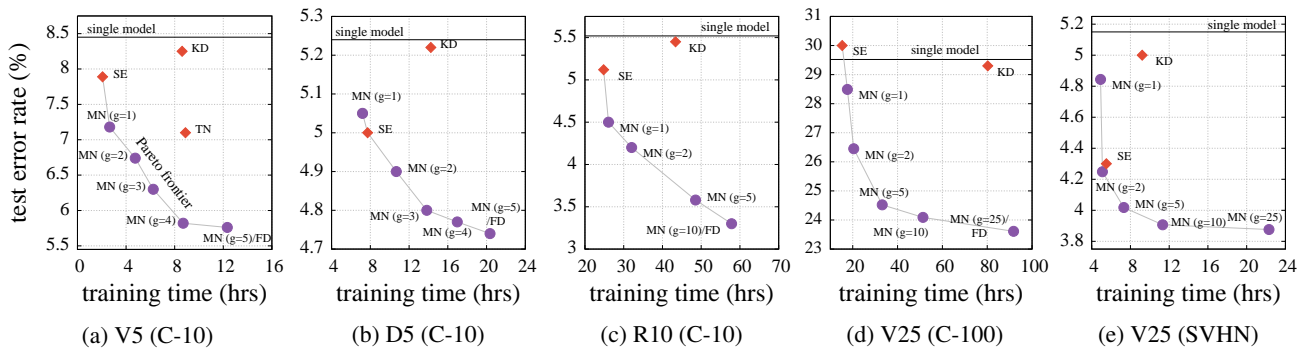 test error rate (%)
8.5
8
7.5
7
6.5
6
5.5
single model
KD
SE
TN
MN (g=1)
MN (g=2)
MN (g=3)
MN (g=4)
MN (g=5)/FD
Pareto frontier
0 4 8 12 16
training time (hrs)
(a) V5 (C-10)
5.3
5.2
5.1
5
4.9
4.8
4.7
single model
KD
MN (g=1)
SE
MN (g=2)
MN (g=3)
MN (g=4)
MN (g=5)
/FD
4 8 12 16 20 24
training time (hrs)
(b) D5 (C-10)
5.5
5
4.5
4
3.5
3
single model
KD
SE
MN (g=1)
MN (g=2)
MN (g=5)
MN (g=10)/FD
20 30 40 50 60 70
training time (hrs)
(c) R10 (C-10)
31
30
29
28
27
26
25
24
23
SE
single model
KD
MN (g=1)
MN (g=2)
MN (g=5)
MN (g=10)
MN (g=25)/
FD
20 40 60 80 100
training time (hrs)
(d) V25 (C-100)
5.2
5
4.8
4.6
4.4
4.2
4
3.8
single model
KD
MN (g=1)
SE
MN (g=2)
MN (g=5)
MN (g=10)
MN (g=25)
4 8 12 16 20 24
training time (hrs)
(e) V25 (SVHN)